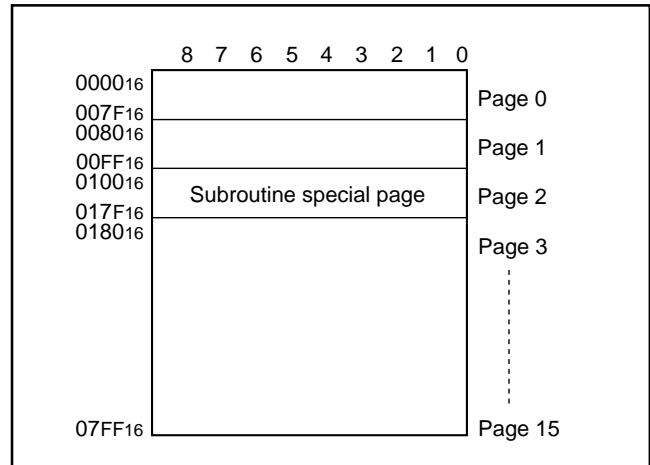 8 7 6 5 4 3 2 1 0
000016
Page 0
007F16
008016
Page 1
00FF16
010016
Subroutine special page
Page 2
017F16
018016
Page 3
07FF16
Page 15